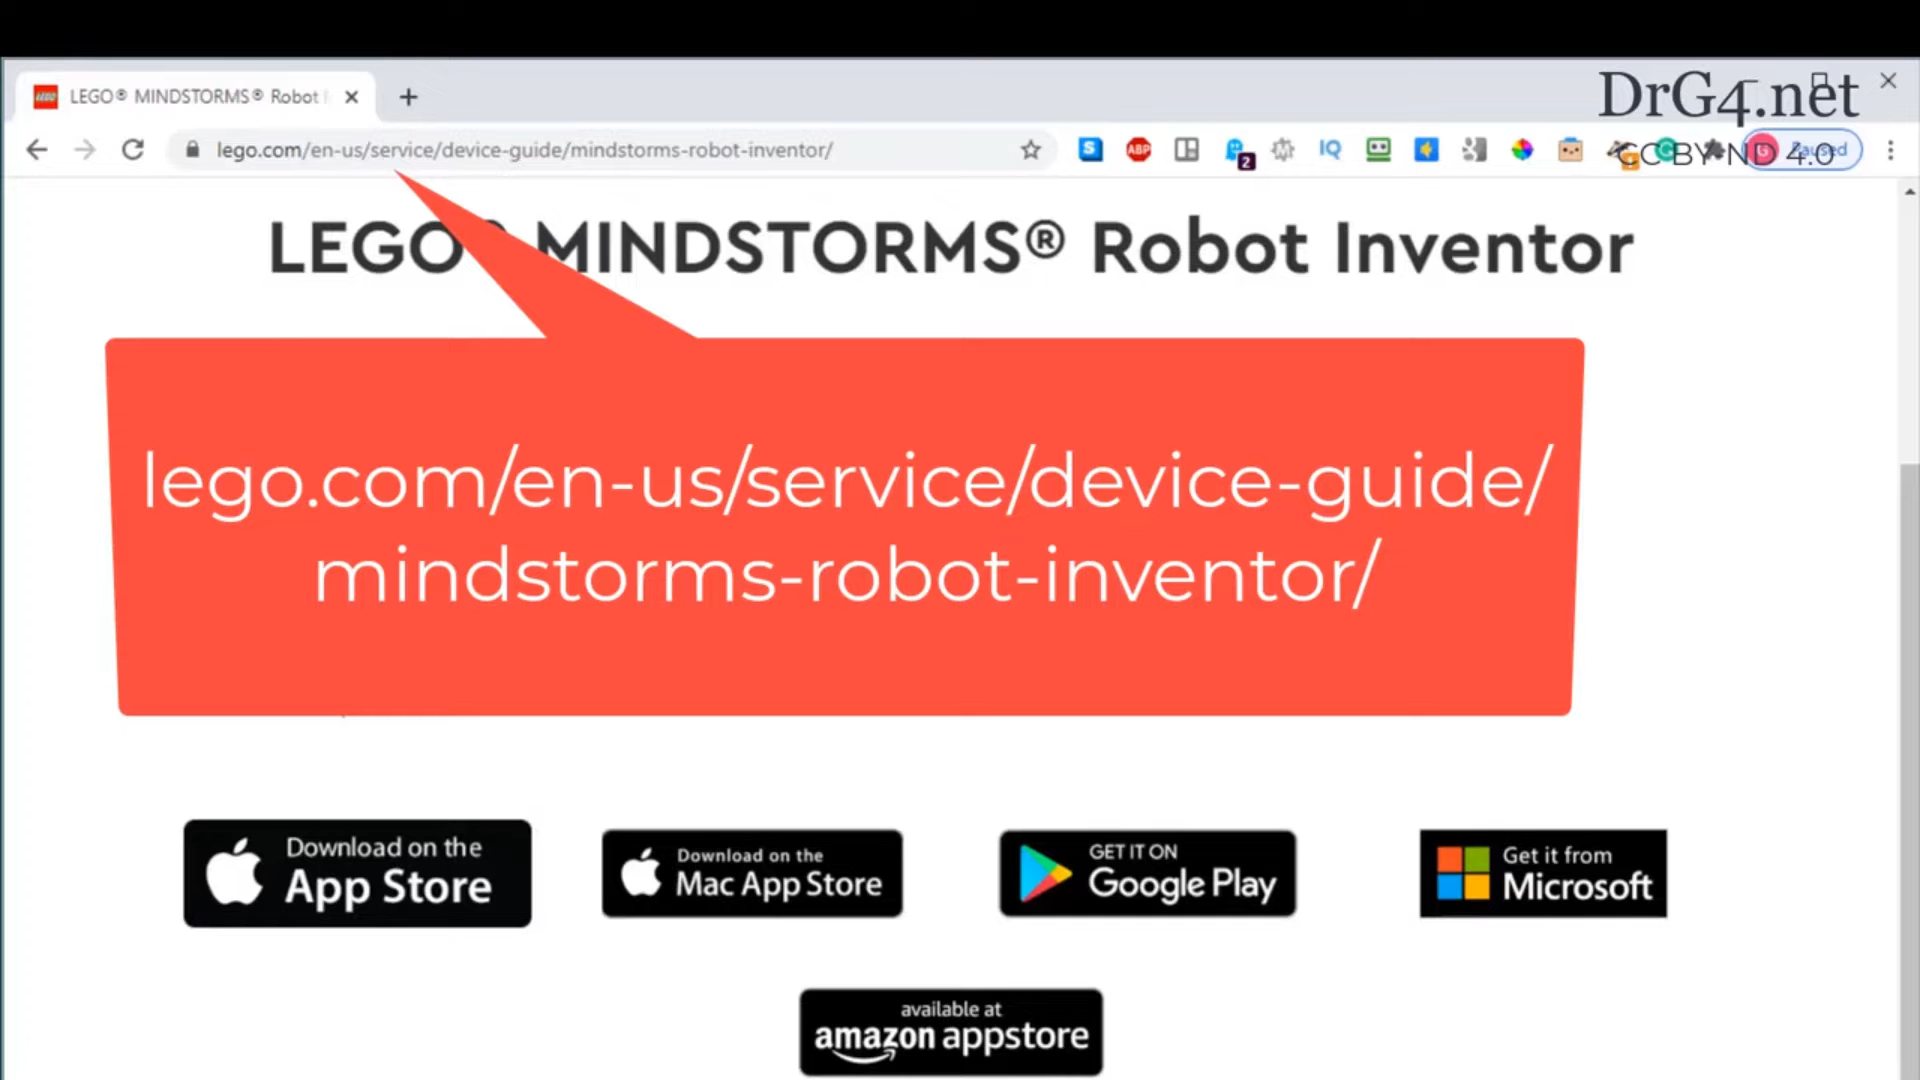 DrG4.net
LEGO® MINDSTORMS® Robot
lego.com/en-us/service/device-guide/mindstorms-robot-inventor/
ABP
2
IQ
CC BY-ND 4.0
LEGO® MINDSTORMS® Robot Inventor
lego.com/en-us/service/device-guide/
mindstorms-robot-inventor/
Download on the
App Store
Download on the
Mac App Store
GET IT ON
Google Play
Get it from
Microsoft
available at
amazon appstore